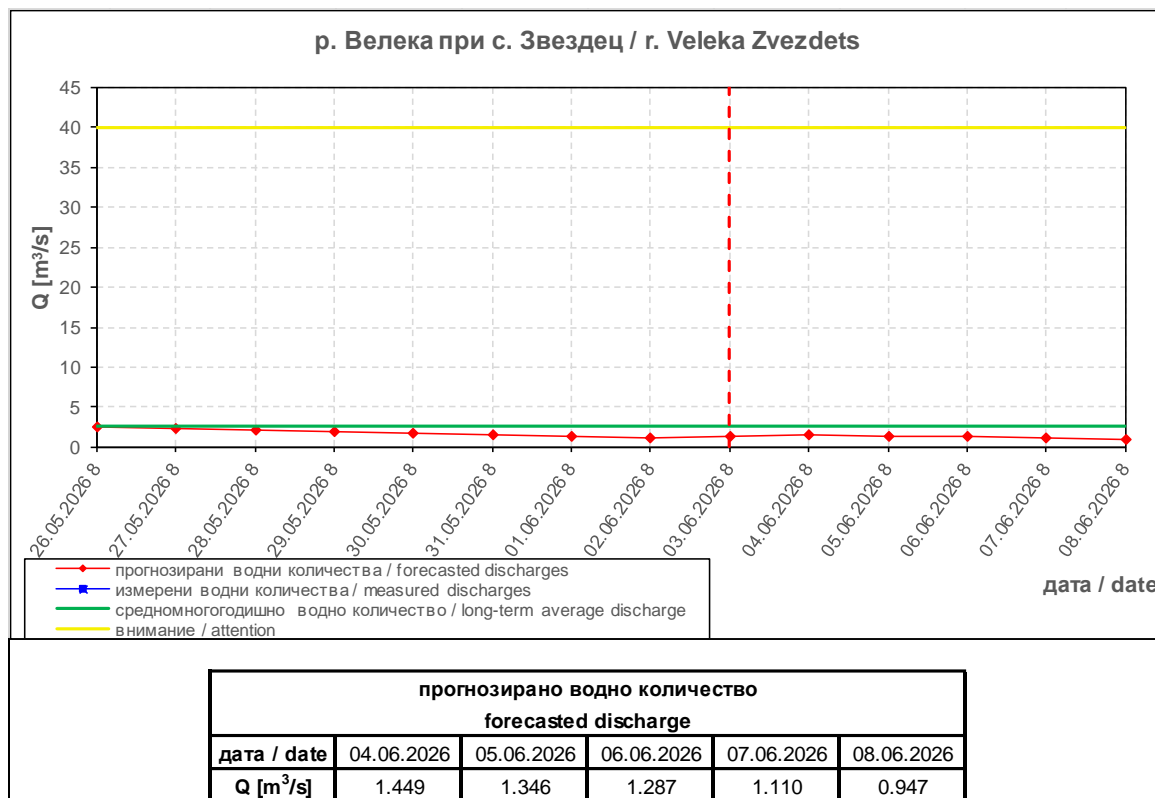 р. Велека при с. Звездец / r. Veleka Zvezdets
Q [m³/s]
45
40
35
30
25
20
15
10
5
0
26.05.2026 8
27.05.2026 8
28.05.2026 8
29.05.2026 8
30.05.2026 8
31.05.2026 8
01.06.2026 8
02.06.2026 8
03.06.2026 8
04.06.2026 8
05.06.2026 8
06.06.2026 8
07.06.2026 8
08.06.2026 8
дата / date
прогнозирани водни количества / forecasted discharges
измерени водни количества / measured discharges
средномногогодишно водно количество / long-term average discharge
внимание / attention
прогнозирано водно количество
forecasted discharge
дата / date 04.06.2026 05.06.2026 06.06.2026 07.06.2026 08.06.2026
Q [m³/s] 1.449 1.346 1.287 1.110 0.947